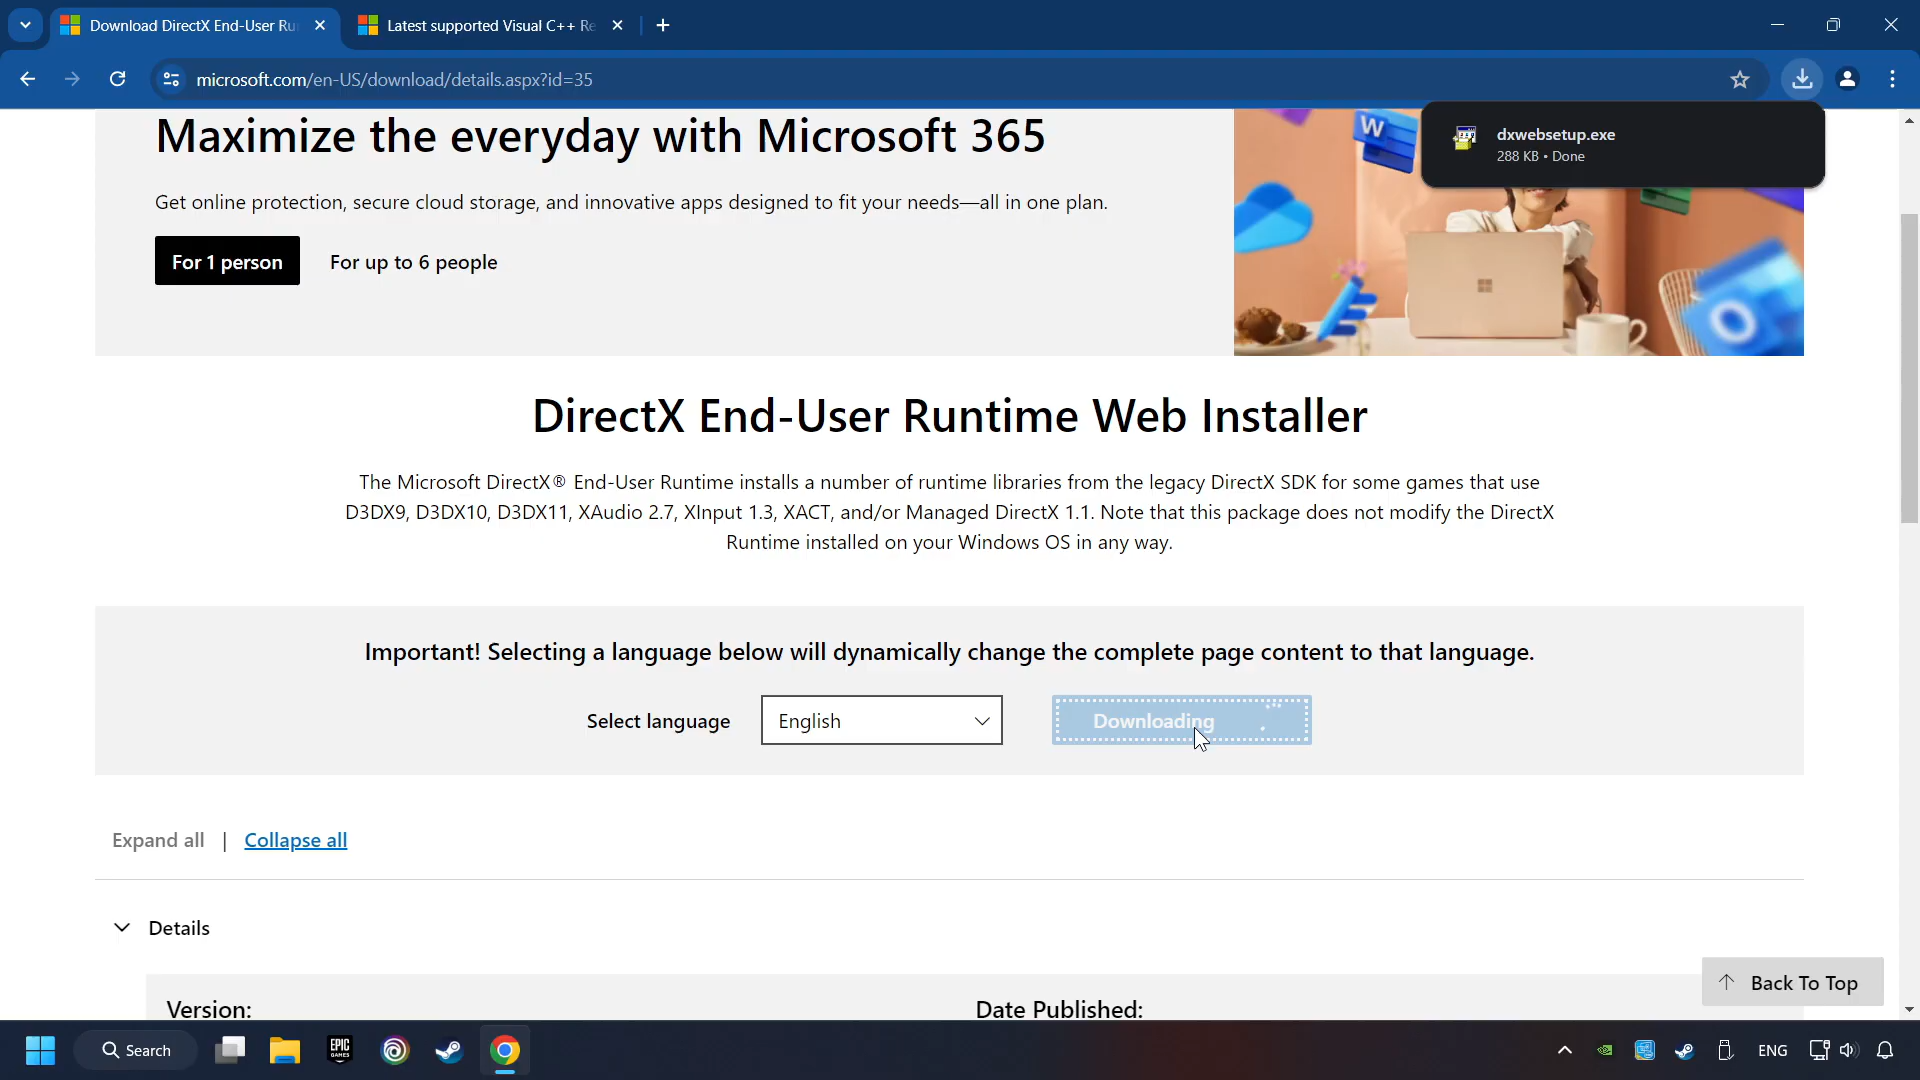 Download DirectX End-User Ru
Latest supported Visual C++ Re
microsoft.com/en-US/download/details.aspx?id=35
dxwebsetup.exe
288 KB • Done
Maximize the everyday with Microsoft 365
Get online protection, secure cloud storage, and innovative apps designed to fit your needs—all in one plan.
For 1 person
For up to 6 people
W
DirectX End-User Runtime Web Installer
The Microsoft DirectX® End-User Runtime installs a number of runtime libraries from the legacy DirectX SDK for some games that use
D3DX9, D3DX10, D3DX11, XAudio 2.7, XInput 1.3, XACT, and/or Managed DirectX 1.1. Note that this package does not modify the DirectX
Runtime installed on your Windows OS in any way.
Important! Selecting a language below will dynamically change the complete page content to that language.
Select language
English
Downloading
Expand all | Collapse all
Details
Back To Top
Version:
Date Published:
Search
EPIC
GAMES
ENG